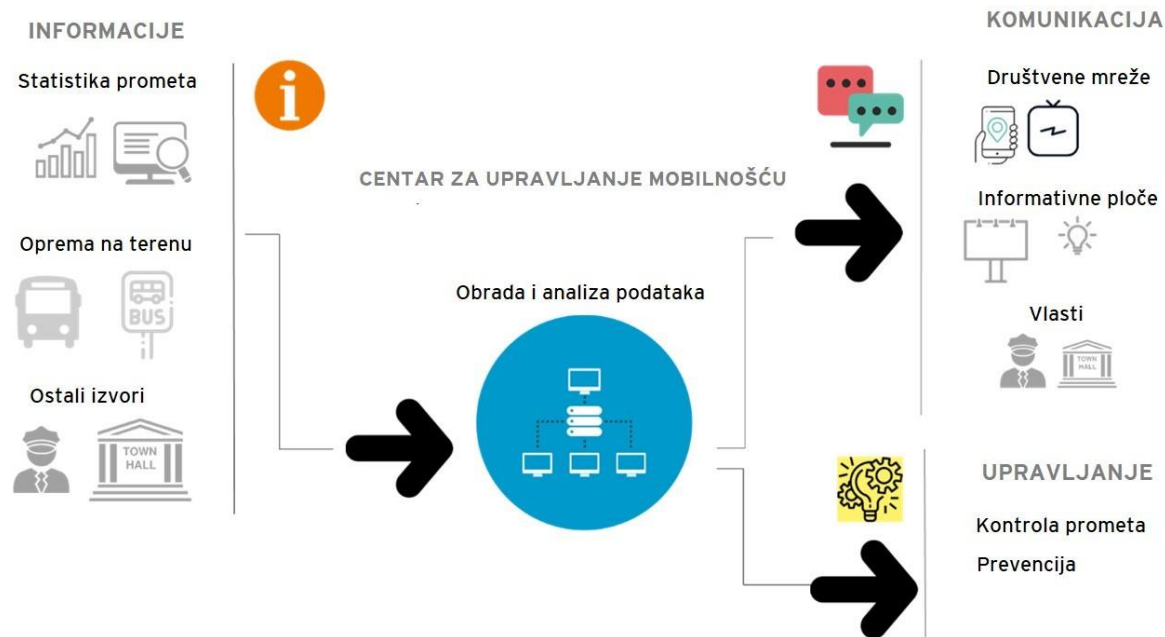 INFORMACIJE
Statistika prometa
Oprema na terenu
BUS
Ostali izvori
TOWN
HALL
CENTAR ZA UPRAVLJANJE MOBILNOŠĆU
Obrada i analiza podataka
KOMUNIKACIJA
Društvene mreže
Informativne ploče
Vlasti
TOWN
HALL
UPRAVLJANJE
Kontrola prometa
Prevencija